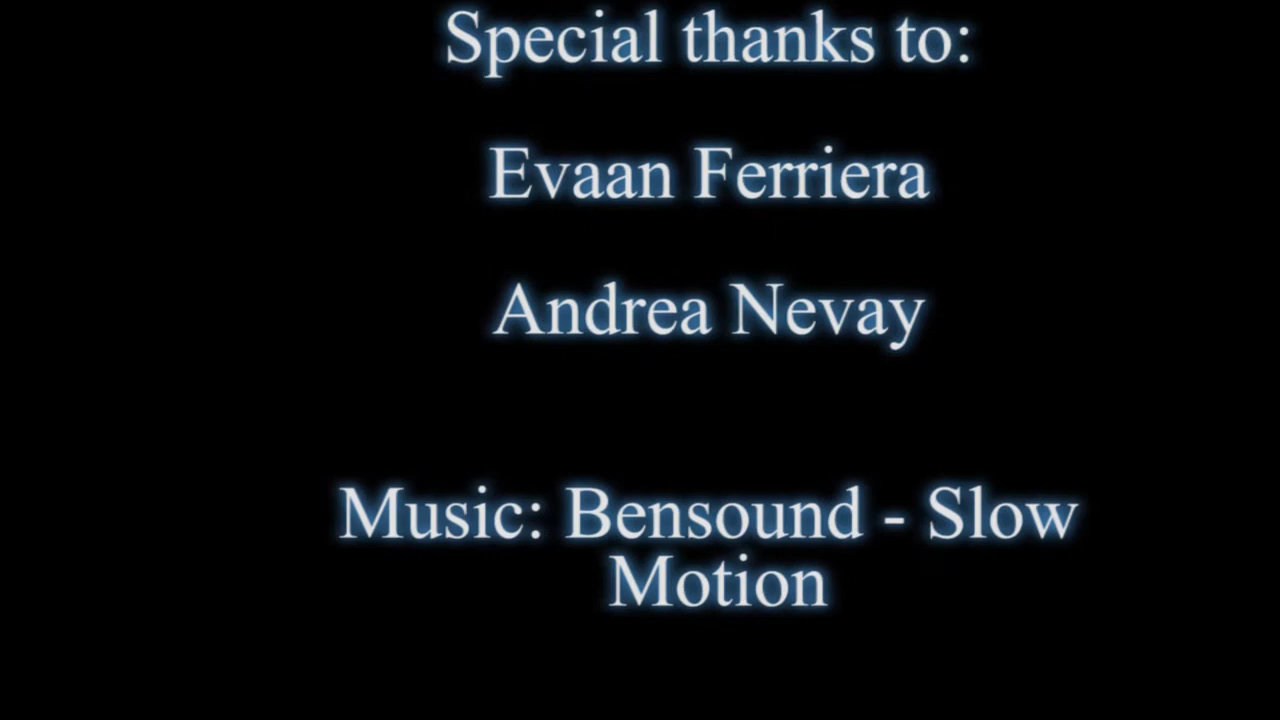 Special thanks to:
Evaan Ferriera
Andrea Nevay
Music: Bensound - Slow
Motion